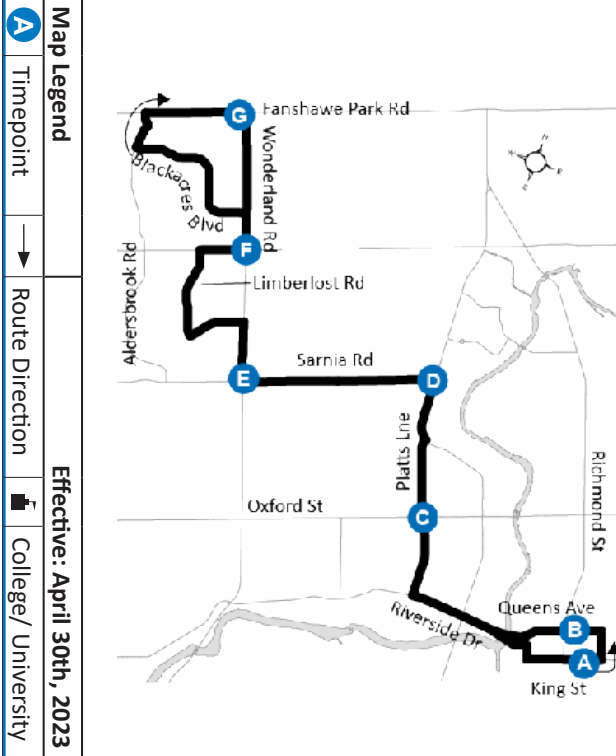 Fanshawe Park Rd
G
Wonderland Rd
Blackacres Blvd
F
Limberlost Rd
Aldersbrook Rd
Sarnia Rd
E
D
Platts Lne
Richmond St
Oxford St
C
Queens Ave
Riverside Dr
B
A
King St
Map Legend
Effective: April 30th, 2023
A Timepoint
Route Direction
College/ University